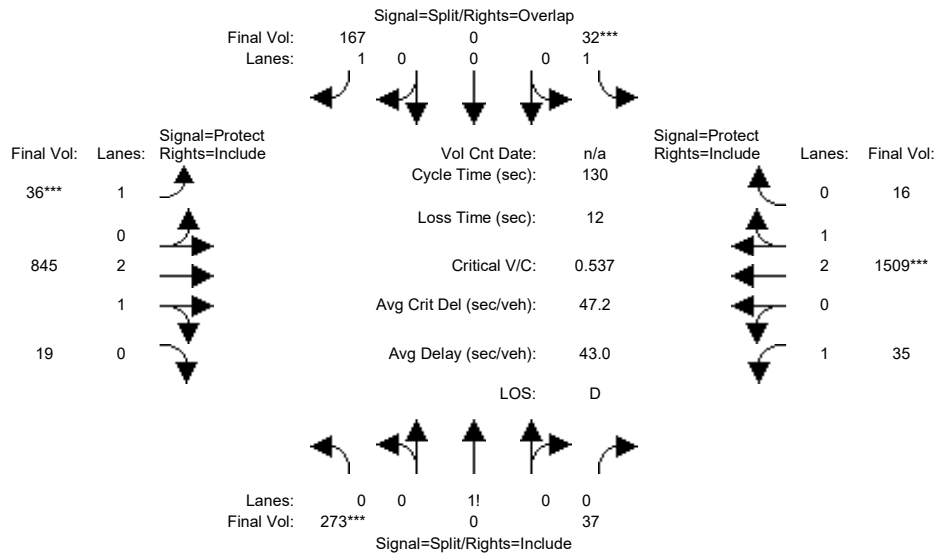 Signal=Split/Rights=Overlap
Final Vol: 167 0 32***
Lanes: 1 0 0 0 1
Signal=Protect Signal=Protect
Final Vol: Lanes: Rights=Include Vol Cnt Date: n/a Rights=Include Lanes: Final Vol:
Cycle Time (sec): 130
36*** 1 0 16
Loss Time (sec): 12
0 1
845 2 Critical V/C: 0.537 2 1509***
1 Avg Crit Del (sec/veh): 47.2 0
19 0 Avg Delay (sec/veh): 43.0 1 35
LOS: D
Lanes: 0 0 1! 0 0
Final Vol: 273*** 0 37
Signal=Split/Rights=Include